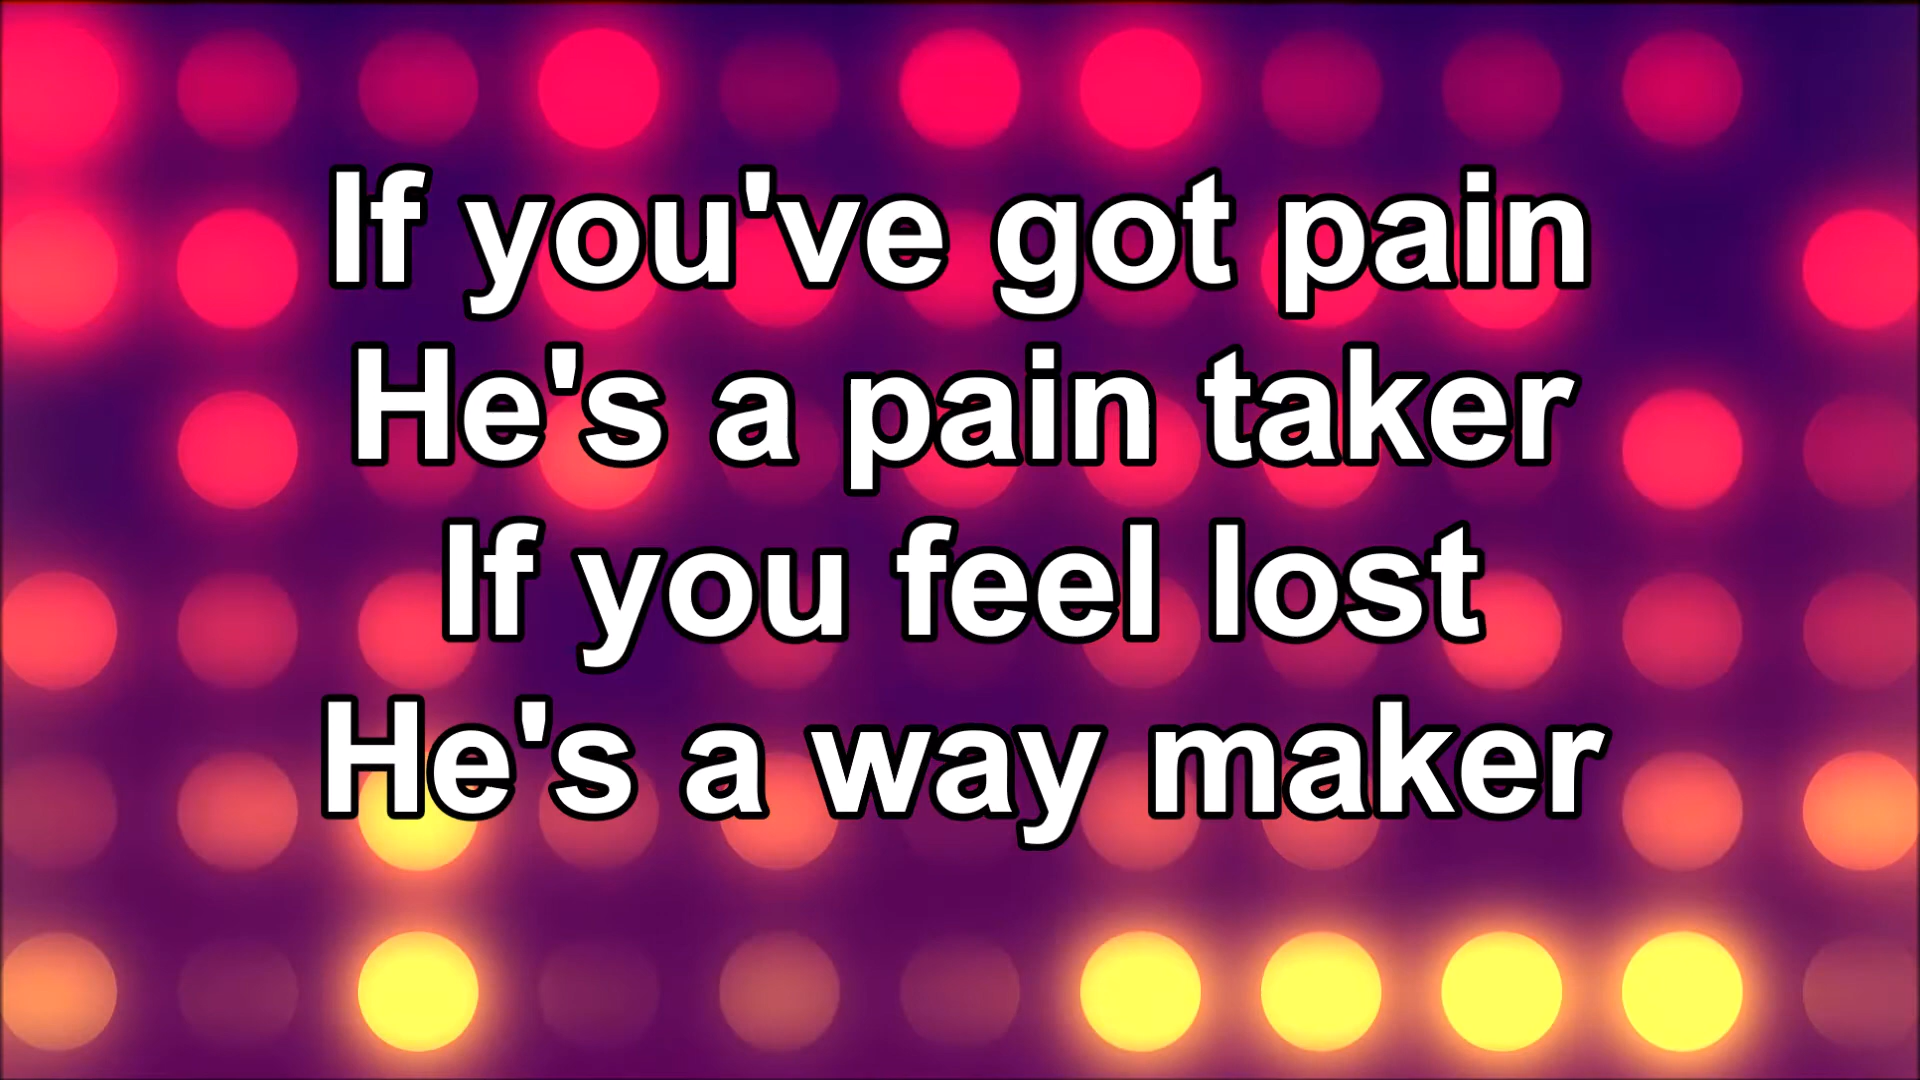 If you've got pain
He's a pain taker
If you feel lost
He's a way maker